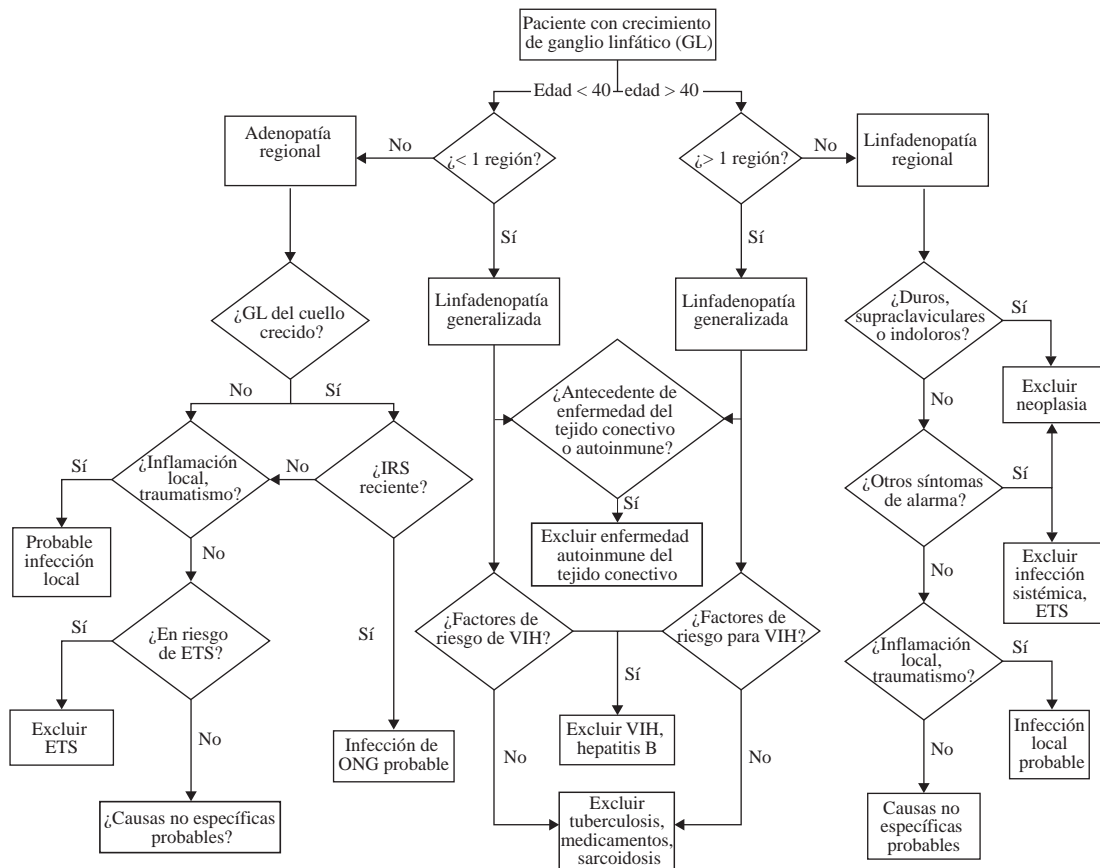 Paciente con crecimiento
de ganglio linfático (GL)
Edad < 40
edad > 40
Adenopatía
regional
No
¿< 1 región?
¿> 1 región?
No
Linfadenopatía
regional
Sí
Sí
¿GL del cuello
crecido?
Linfadenopatía
generalizada
Linfadenopatía
generalizada
¿Duros,
supraclaviculares
o indoloros?
Sí
No
Sí
¿Antecedente de
enfermedad del
tejido conectivo
o autoinmune?
Excluir
neoplasia
No
Sí
¿Inflamación
local,
traumatismo?
No
¿IRS
reciente?
¿Otros síntomas
de alarma?
Sí
Sí
Probable
infección
local
No
Excluir enfermedad
autoinmune del
tejido conectivo
No
Excluir
infección
sistémica,
ETS
Sí
¿En riesgo
de ETS?
Sí
¿Factores de
riesgo de VIH?
¿Factores de
riesgo para VIH?
Sí
¿Inflamación
local,
traumatismo?
Sí
Excluir
ETS
No
Infección de
ONG probable
No
Excluir VIH,
hepatitis B
No
No
Infección
local
probable
¿Causas no específicas
probables?
Excluir
tuberculosis,
medicamentos,
sarcoidosis
Causas no
específicas
probables